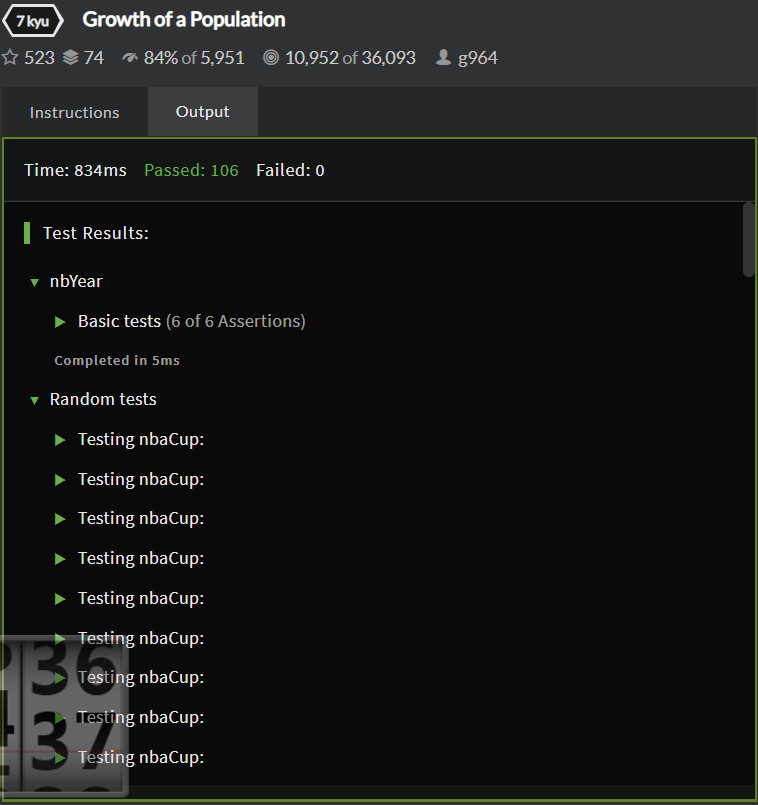 7 kyu Growth of a Population
523 74 84% of 5,951 10,952 of 36,093 g964
Instructions Output
Time: 834ms Passed: 106 Failed: 0
Test Results:
nbYear
Basic tests (6 of 6 Assertions)
Completed in 5ms
Random tests
Testing nbaCup:
Testing nbaCup:
Testing nbaCup:
Testing nbaCup:
Testing nbaCup:
Testing nbaCup:
36
Testing nbaCup:
Testing nbaCup:
37
Testing nbaCup: